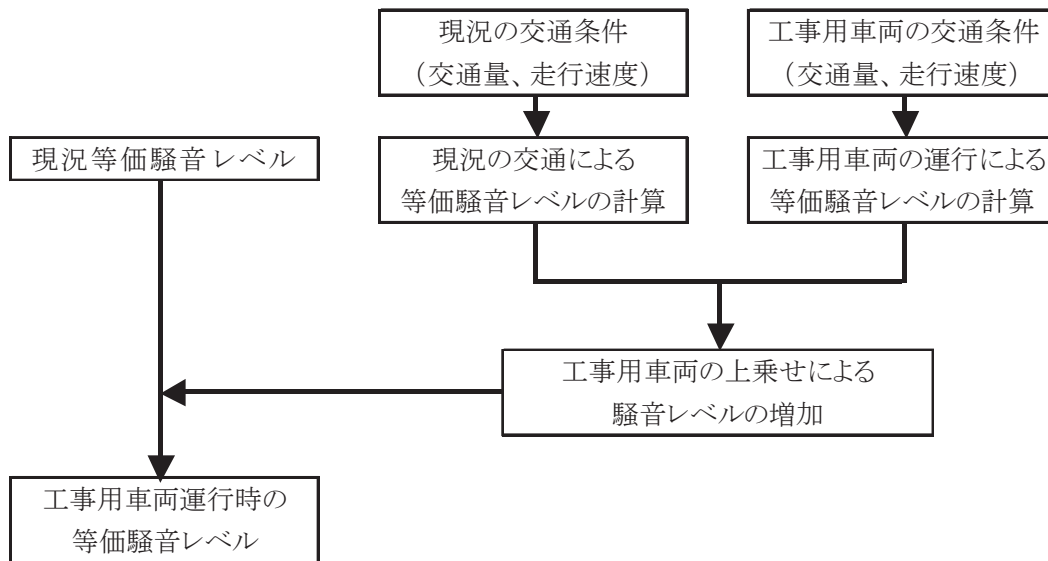 現況の交通条件
（交通量、走行速度）
工事用車両の交通条件
（交通量、走行速度）
現況等価騒音レベル
現況の交通による
等価騒音レベルの計算
工事用車両の運行による
等価騒音レベルの計算
工事用車両の上乗せによる
騒音レベルの増加
工事用車両運行時の
等価騒音レベル